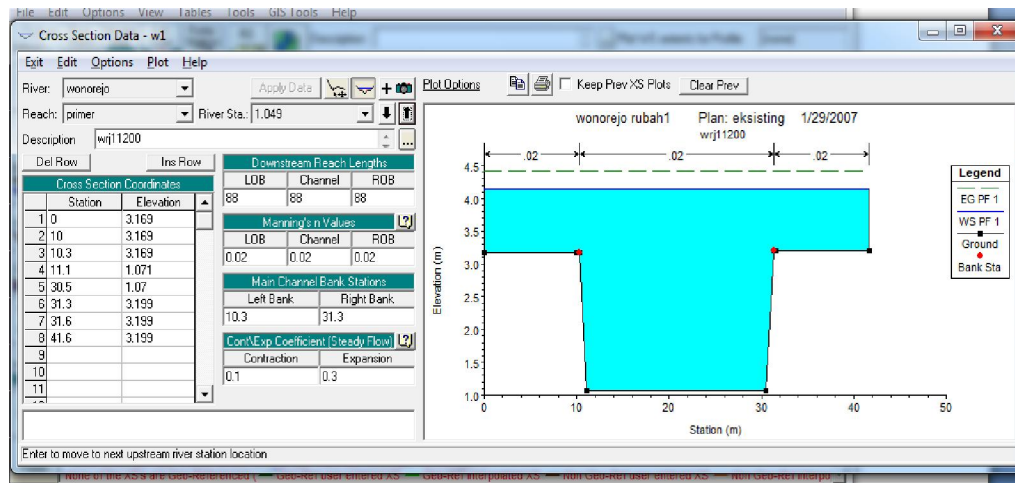 File Edit Options View Tables Tools GIS Tools Help
Cross Section Data - w1
Exit Edit Options Plot Help
River: wonorejo Apply Data Plot Options Keep Prev XS Plots Clear Prev
Reach: primer River Sta.: 1.049
Description wrj11200
Del Row Ins Row
Cross Section Coordinates
Station Elevation
1 0 3.169
2 10 3.169
3 10.3 3.169
4 11.1 1.071
5 30.5 1.07
6 31.3 3.199
7 31.6 3.199
8 41.6 3.199
9
10
11
Downstream Reach Lengths
LOB Channel ROB
88 88 88
Manning's n Values
LOB Channel ROB
0.02 0.02 0.02
Main Channel Bank Stations
Left Bank Right Bank
10.3 31.3
Cont\Exp Coefficient (Steady Flow)
Contraction Expansion
0.1 0.3
wonorejo rubah1 Plan: eksisting 1/29/2007
wrj11200
.02 .02 .02
4.5
4.0
3.5
3.0
2.5
2.0
1.5
1.0
Elevation (m)
0 10 20 30 40 50
Station (m)
Legend
EG PF 1
WS PF 1
Ground
Bank Sta
Enter to move to next upstream river station location